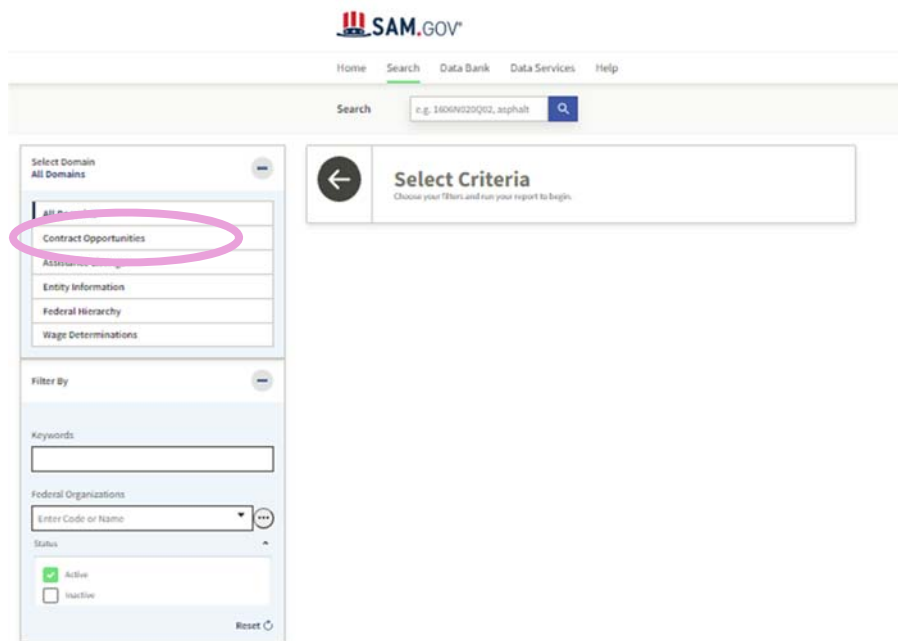 SAM.GOV®
Home Search Data Bank Data Services Help
Search e.g. 1606N020Q02, asphalt
Select Domain
All Domains
Select Criteria
Choose your filters and run your report to begin.
All
Contract Opportunities
Assistance
Entity Information
Federal Hierarchy
Wage Determinations
Filter By
Keywords
Federal Organizations
Enter Code or Name
Status
Active
Inactive
Reset